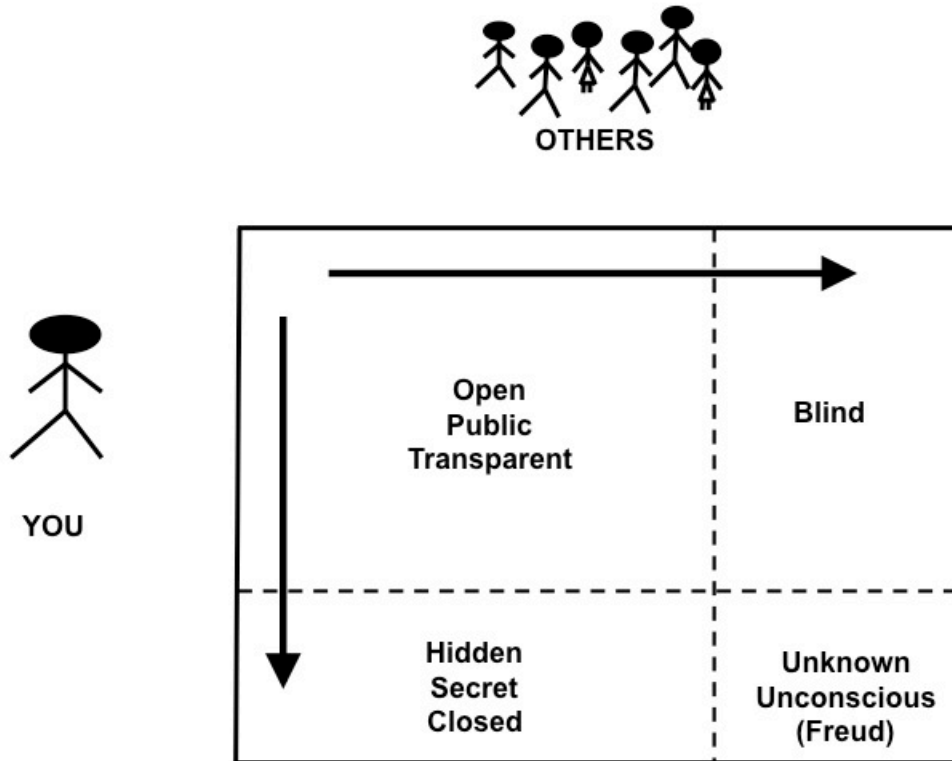 OTHERS
YOU
Open
Public
Transparent
Blind
Hidden
Secret
Closed
Unknown
Unconscious
(Freud)